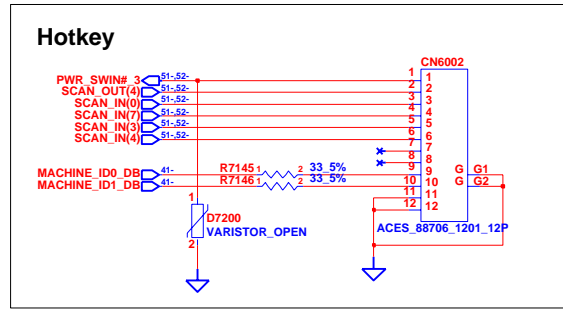 Hotkey
CN6002
PWR_SWIN#_3 51-,52- 1 1
SCAN_OUT(4) 51-,52- 2 2
SCAN_IN(0) 51-,52- 3 3
SCAN_IN(7) 51-,52- 4 4
SCAN_IN(3) 51-,52- 5 5
SCAN_IN(4) 51-,52- 6 6
7 7
8 8
MACHINE_ID0_DB 41- R7145 1 2 33_5% 9 9 G G1
MACHINE_ID1_DB 41- R7146 1 2 33_5% 10 10 G G2
11 11
12 12
1
D7200
VARISTOR_OPEN
2
ACES_88706_1201_12P